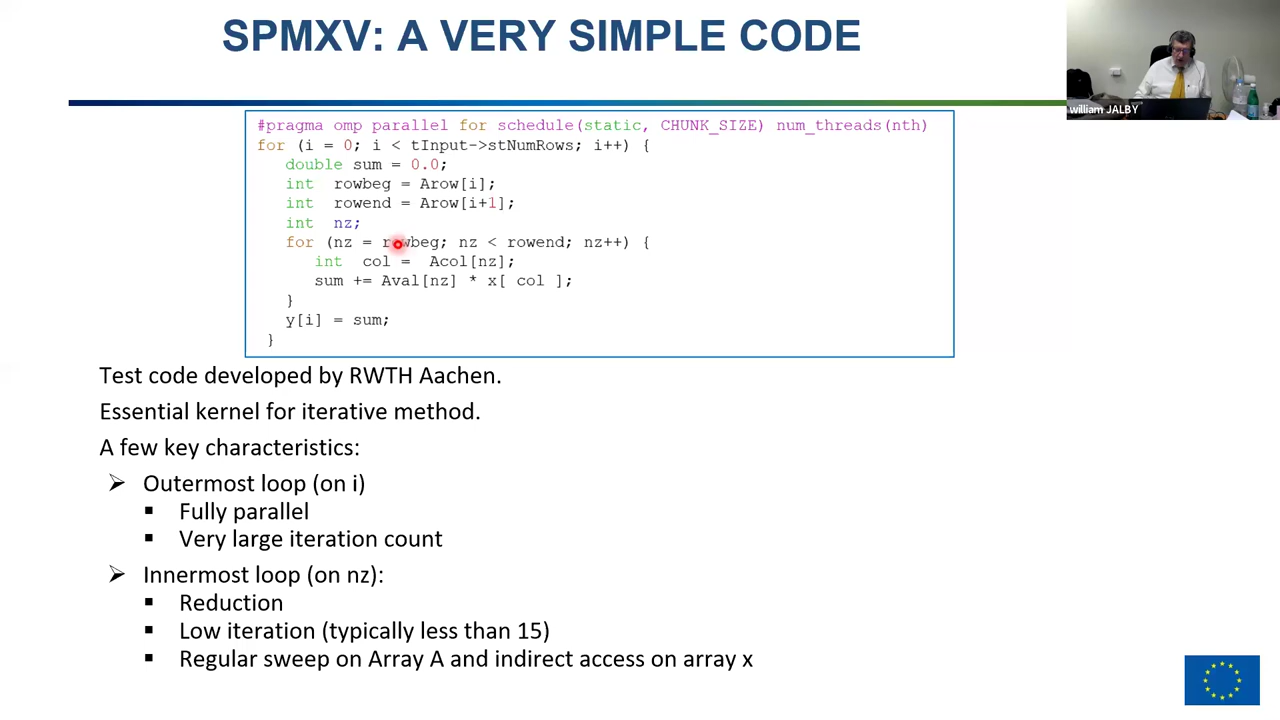 SPMXV: A VERY SIMPLE CODE
william JALBY
#pragma omp parallel for schedule(static, CHUNK_SIZE) num_threads(nth)
for (i = 0; i < tInput->stNumRows; i++) {
double sum = 0.0;
int rowbeg = Arow[i];
int rowend = Arow[i+1];
int nz;
for (nz = rowbeg; nz < rowend; nz++) {
int col = Acol[nz];
sum += Aval[nz] * x[ col ];
}
y[i] = sum;
}
Test code developed by RWTH Aachen.
Essential kernel for iterative method.
A few key characteristics:
Outermost loop (on i)
Fully parallel
Very large iteration count
Innermost loop (on nz):
Reduction
Low iteration (typically less than 15)
Regular sweep on Array A and indirect access on array x